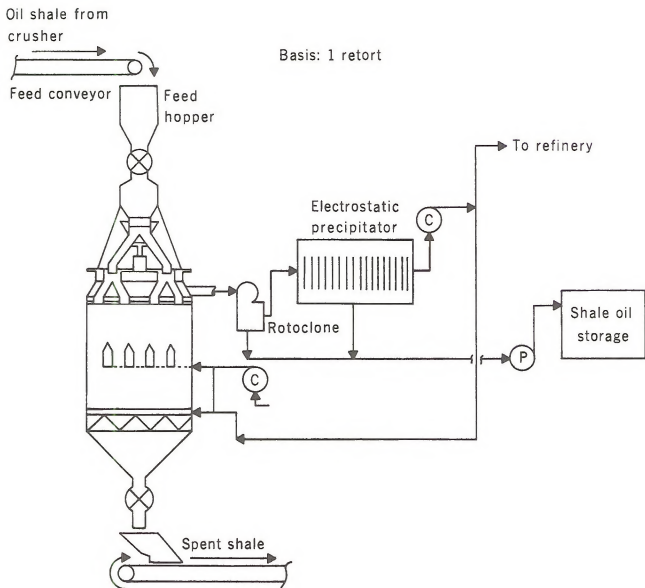 Oil shale from
crusher
Basis: 1 retort
Feed conveyor
Feed
hopper
To refinery
Electrostatic
precipitator
C
Shale oil
storage
Rotoclone
P
C
Spent shale